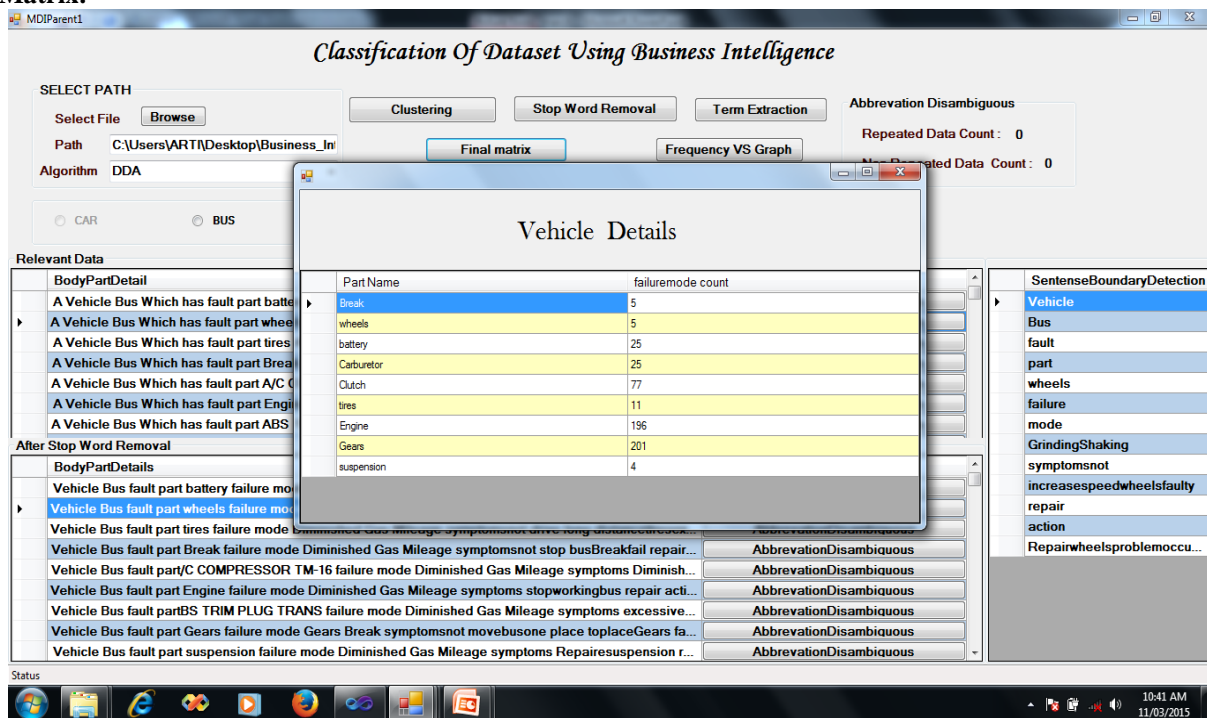 Matrix.
MDIParent1
Classification Of Dataset Using Business Intelligence
SELECT PATH
Select File Browse
Path C:\Users\ARTI\Desktop\Business_In
Algorithm DDA
Clustering Stop Word Removal Term Extraction
Final matrix Frequency VS Graph
Abbrevation Disambiguous
Repeated Data Count : 0
Data Count : 0
CAR BUS
Vehicle Details
Part Name failuremode count
Break 5
wheels 5
battery 25
Carburetor 25
Clutch 77
tires 11
Engine 196
Gears 201
suspension 4
Relevant Data
BodyPartDetail
A Vehicle Bus Which has fault part batte
A Vehicle Bus Which has fault part whee
A Vehicle Bus Which has fault part tires
A Vehicle Bus Which has fault part Brea
A Vehicle Bus Which has fault part A/C
A Vehicle Bus Which has fault part Engi
A Vehicle Bus Which has fault part ABS
After Stop Word Removal
BodyPartDetails
Vehicle Bus fault part battery failure mo
Vehicle Bus fault part wheels failure mo
Vehicle Bus fault part tires failure mode
Vehicle Bus fault part Break failure mode Diminished Gas Mileage symptomsnot stop busBreakfail repair... AbbrevationDisambiquous
Vehicle Bus fault part/C COMPRESSOR TM-16 failure mode Diminished Gas Mileage symptoms Diminish... AbbrevationDisambiquous
Vehicle Bus fault part Engine failure mode Diminished Gas Mileage symptoms stopworkingbus repair acti... AbbrevationDisambiquous
Vehicle Bus fault partBS TRIM PLUG TRANS failure mode Diminished Gas Mileage symptoms excessive... AbbrevationDisambiquous
Vehicle Bus fault part Gears failure mode Gears Break symptomsnot movebusone place toplaceGears fa... AbbrevationDisambiquous
Vehicle Bus fault part suspension failure mode Diminished Gas Mileage symptoms Repairesuspension r... AbbrevationDisambiquous
SentenseBoundaryDetection
Vehicle
Bus
fault
part
wheels
failure
mode
GrindingShaking
symptomsnot
increasespeedwheelsfaulty
repair
action
Repairwheelsproblemoccu...
Status
10:41 AM
11/03/2015